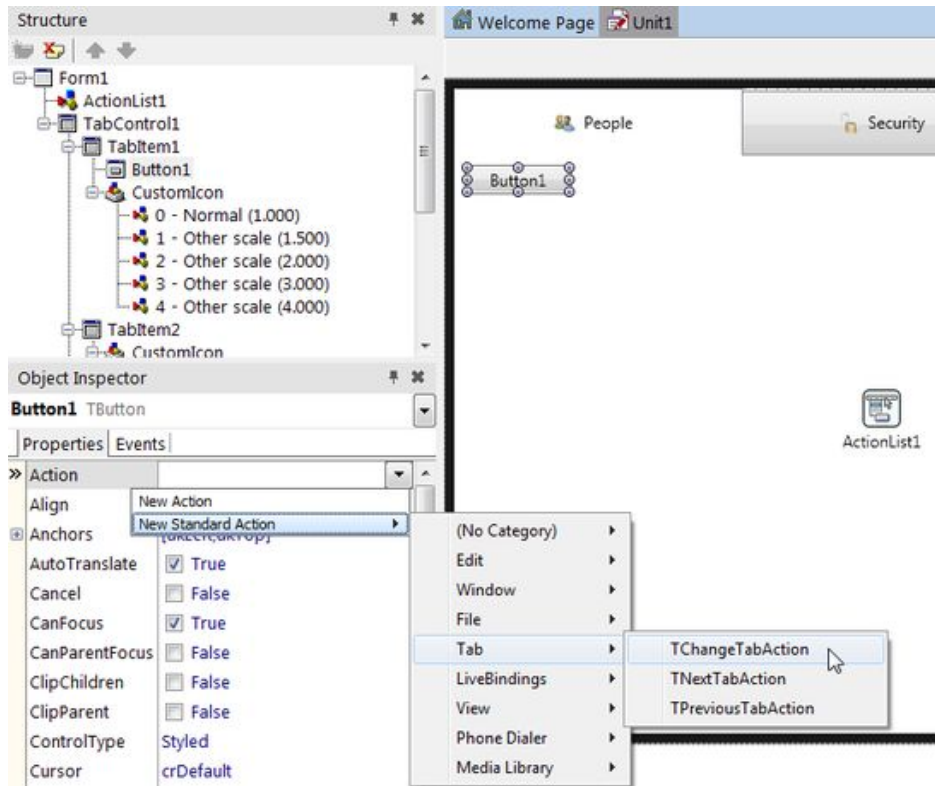 Structure
Welcome Page
Unit1
Form1
ActionList1
TabControl1
TabItem1
Button1
CustomIcon
0 - Normal (1.000)
1 - Other scale (1.500)
2 - Other scale (2.000)
3 - Other scale (3.000)
4 - Other scale (4.000)
TabItem2
CustomIcon
People
Security
Button1
ActionList1
Object Inspector
Button1 TButton
Properties
Events
Action
Align
Anchors
AutoTranslate True
Cancel False
CanFocus True
CanParentFocus False
ClipChildren False
ClipParent False
ControlType Styled
Cursor crDefault
New Action
New Standard Action
(No Category)
Edit
Window
File
Tab
LiveBindings
View
Phone Dialer
Media Library
TChangeTabAction
TNextTabAction
TPreviousTabAction